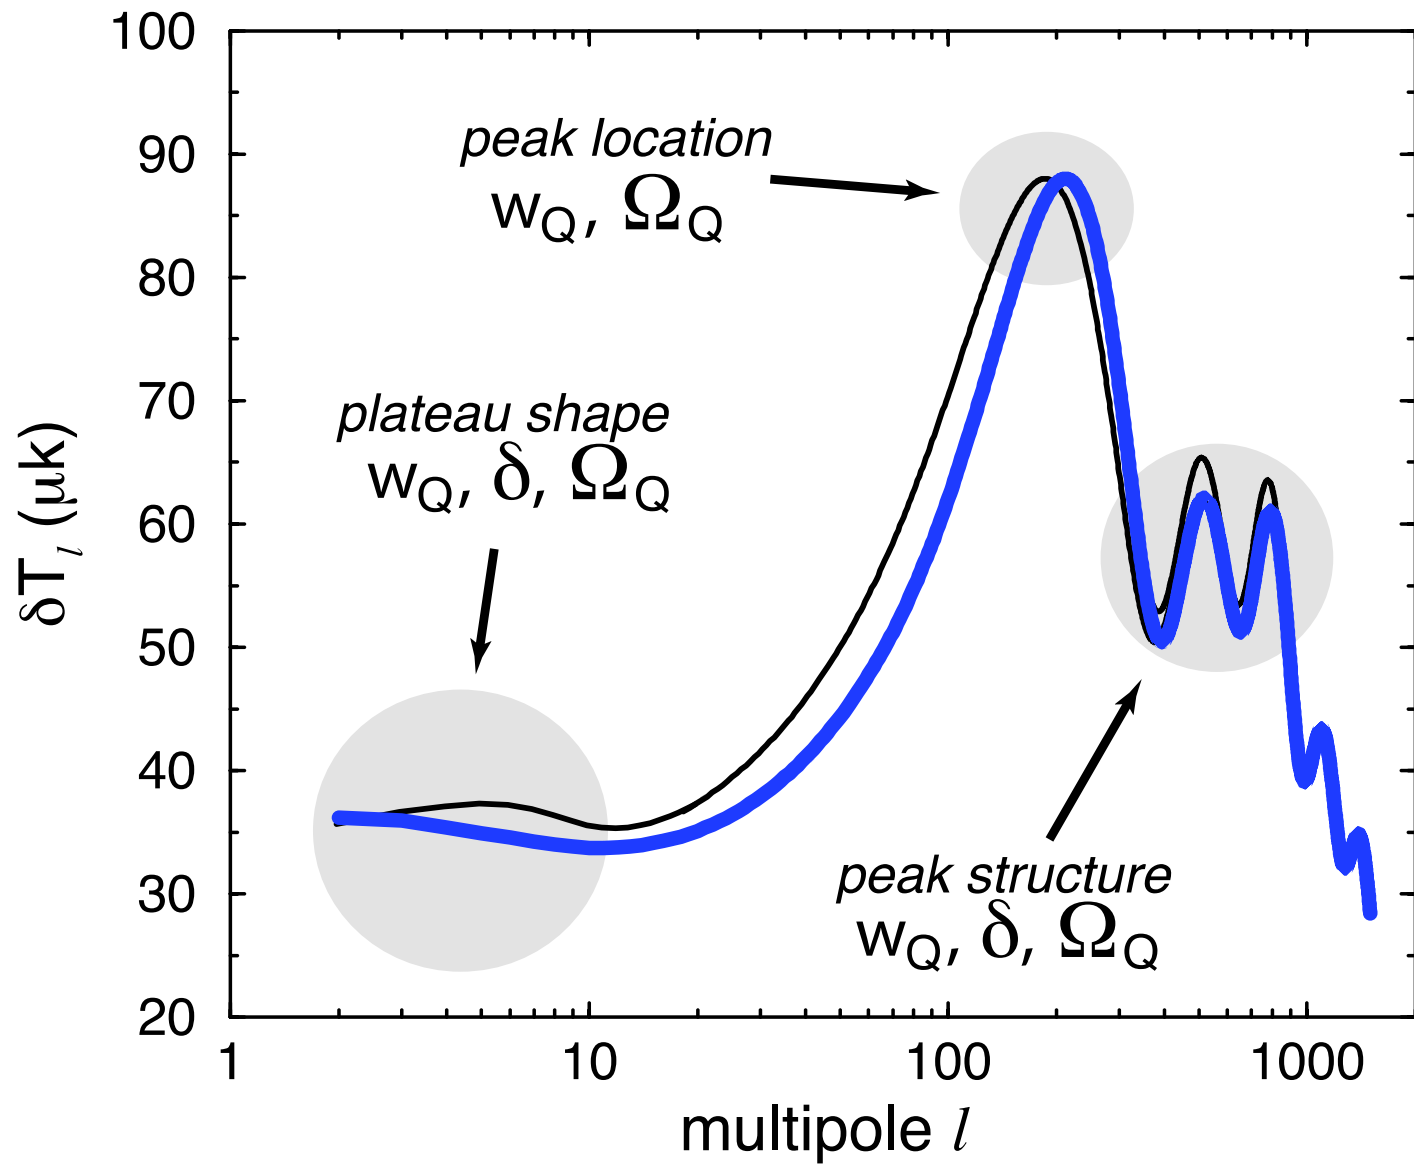 100
90
80
70
60
50
40
30
20
δT_l (μk)
peak location
w_Q, Ω_Q
plateau shape
w_Q, δ, Ω_Q
peak structure
w_Q, δ, Ω_Q
1 10 100 1000
multipole l